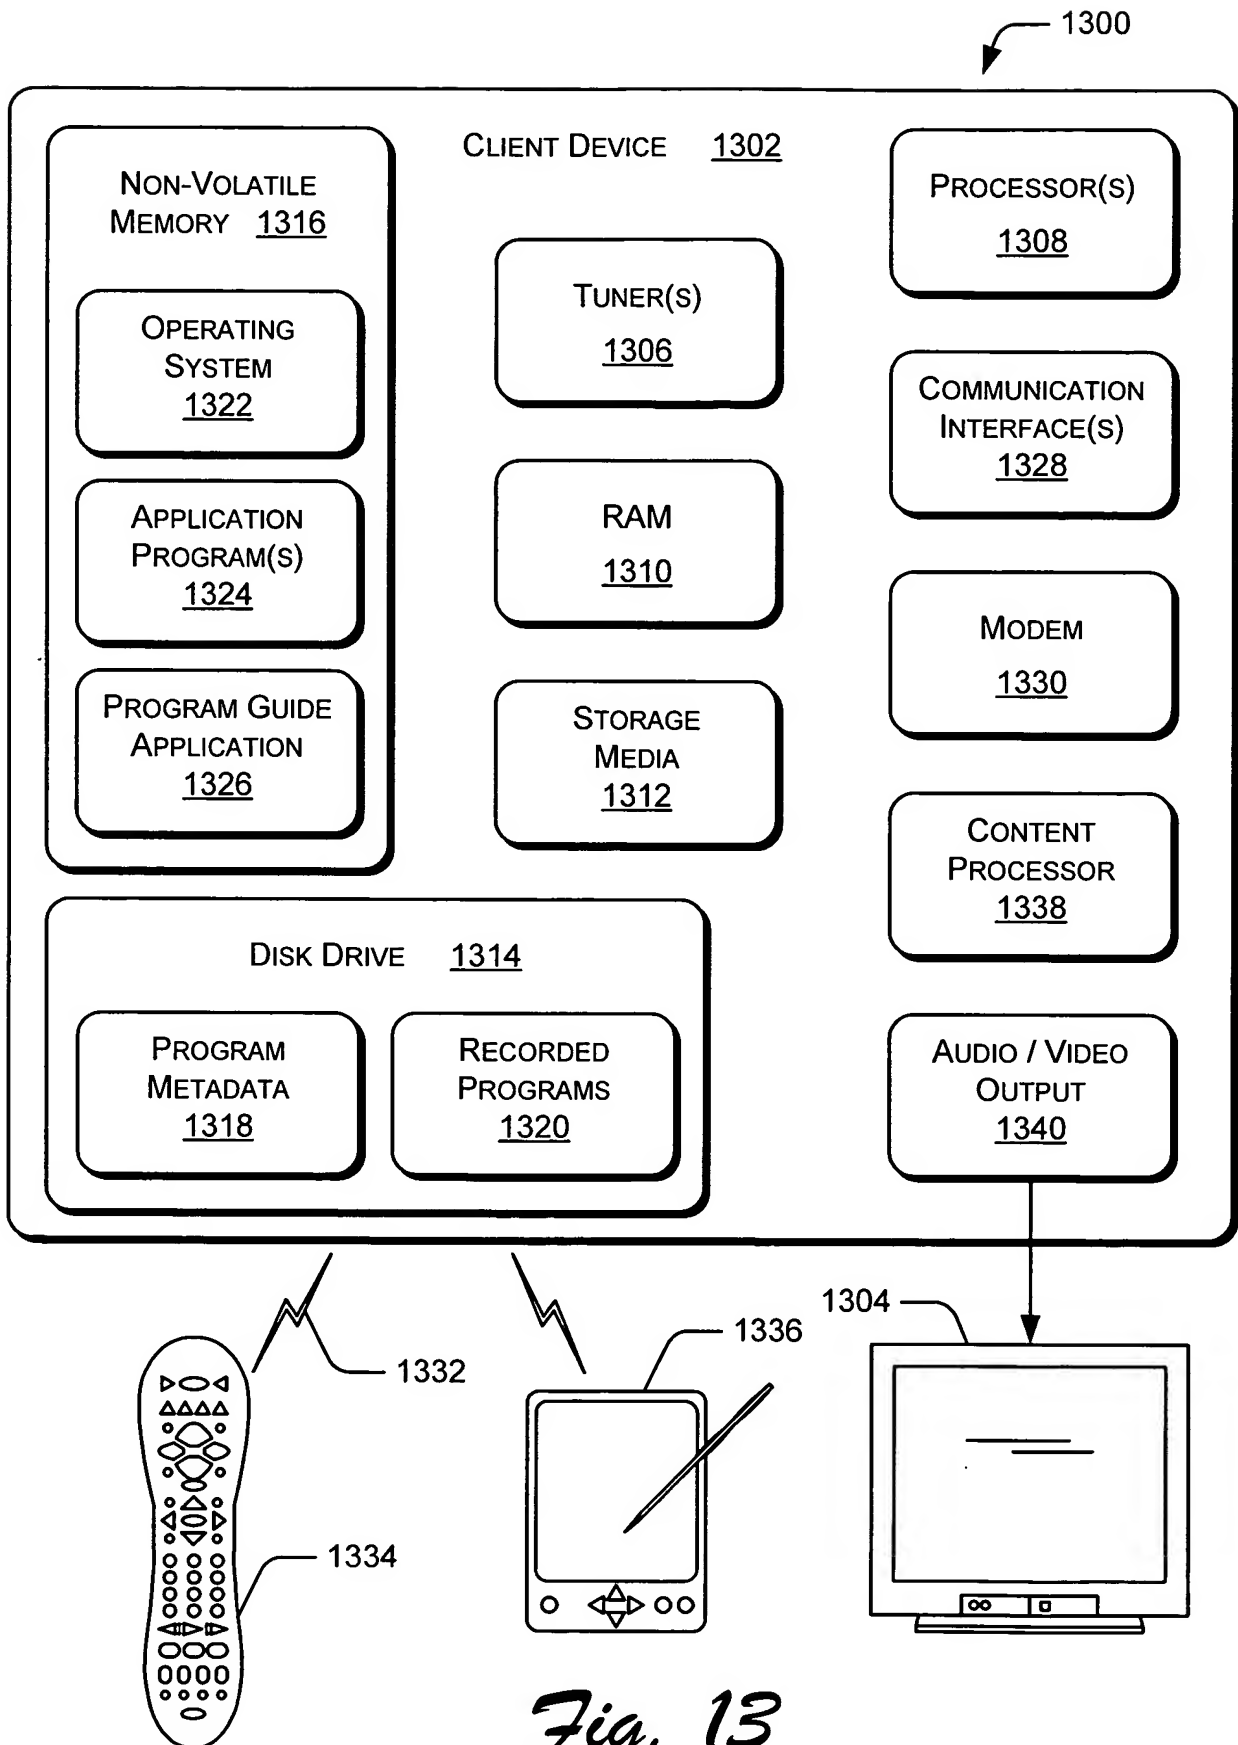 1300
CLIENT DEVICE 1302
NON-VOLATILE
MEMORY 1316
OPERATING
SYSTEM
1322
APPLICATION
PROGRAM(S)
1324
PROGRAM GUIDE
APPLICATION
1326
TUNER(S)
1306
RAM
1310
STORAGE
MEDIA
1312
PROCESSOR(S)
1308
COMMUNICATION
INTERFACE(S)
1328
MODEM
1330
CONTENT
PROCESSOR
1338
AUDIO / VIDEO
OUTPUT
1340
DISK DRIVE 1314
PROGRAM
METADATA
1318
RECORDED
PROGRAMS
1320
1332
1334
1336
1304
Fig. 13